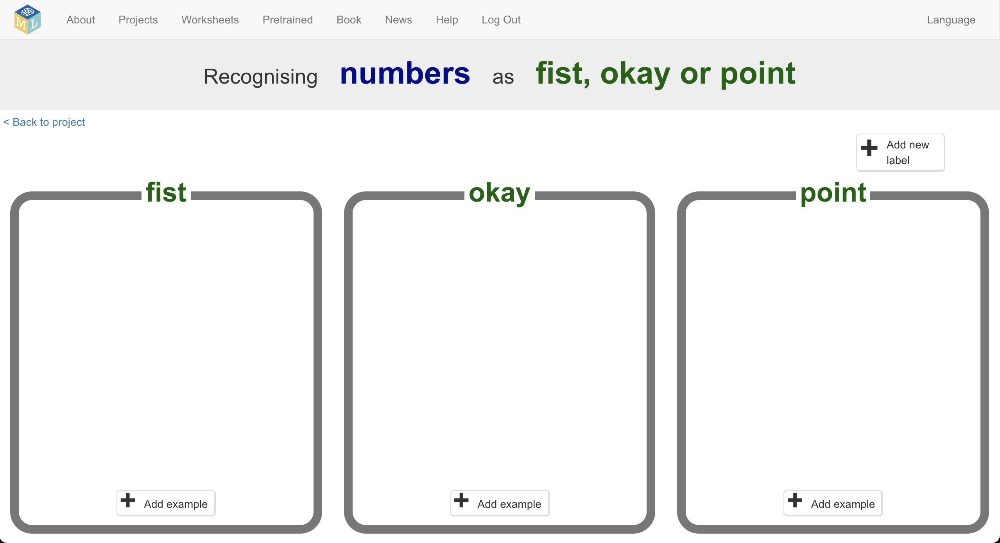 M L About Projects Worksheets Pretrained Book News Help Log Out Language
Recognising numbers as fist, okay or point
< Back to project
Add new
label
fist okay point
Add example Add example Add example